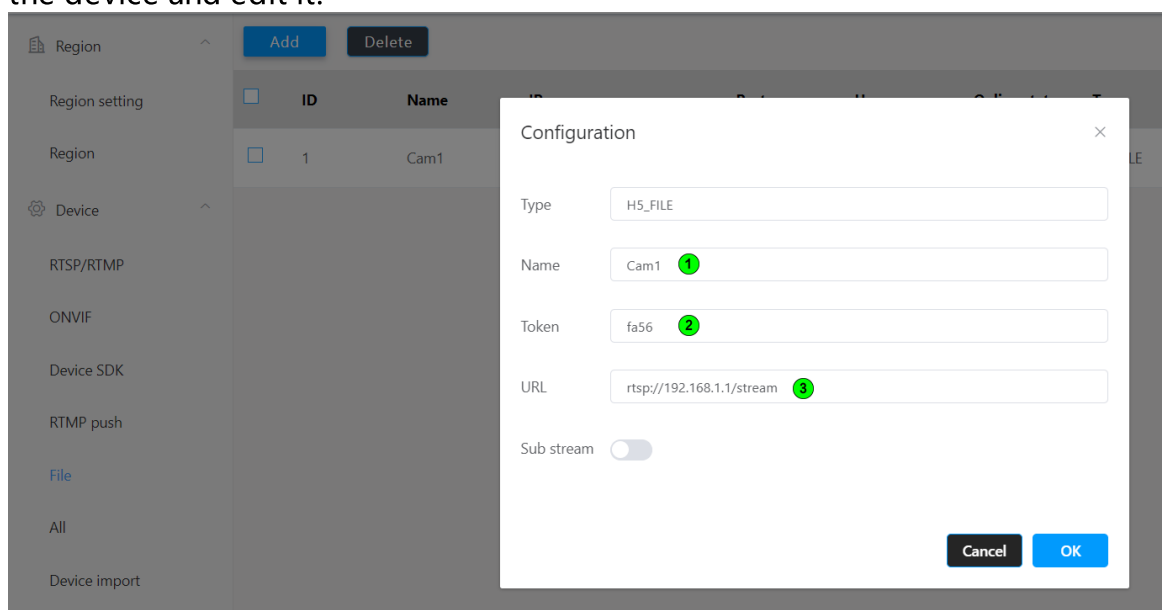 the device and edit it.
Region
Add
Delete
Region setting
ID
Name
Configuration
Region
1
Cam1
LE
Type
H5_FILE
Device
Name
Cam1
1
RTSP/RTMP
ONVIF
Token
fa56
2
Device SDK
URL
rtsp://192.168.1.1/stream
3
RTMP push
Sub stream
File
All
Cancel
OK
Device import